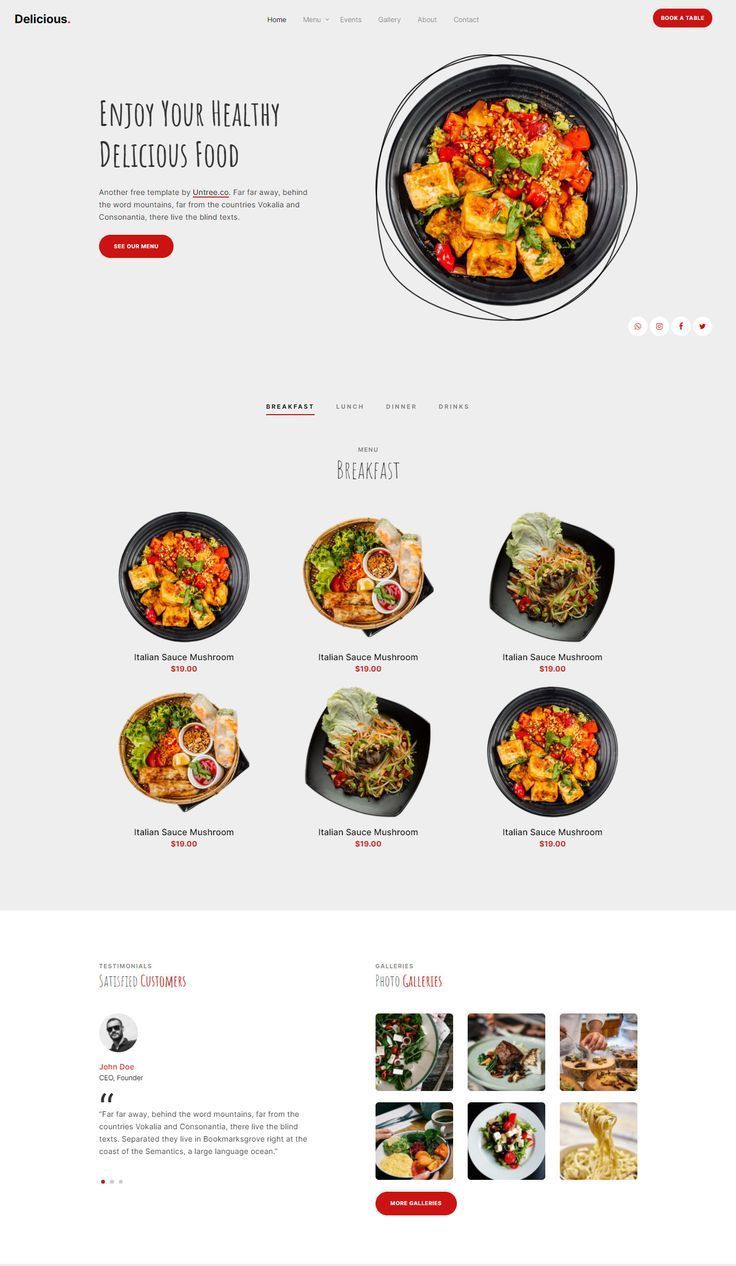 Delicious.
Home Menu Events Gallery About Contact
BOOK A TABLE
Enjoy Your Healthy
Delicious Food
Another free template by Untree.co. Far far away, behind
the word mountains, far from the countries Vokalia and
Consonantia, there live the blind texts.
SEE OUR MENU
BREAKFAST LUNCH DINNER DRINKS
MENU
Breakfast
Italian Sauce Mushroom
$19.00
Italian Sauce Mushroom
$19.00
Italian Sauce Mushroom
$19.00
Italian Sauce Mushroom
$19.00
Italian Sauce Mushroom
$19.00
Italian Sauce Mushroom
$19.00
TESTIMONIALS
Satisfied Customers
John Doe
CEO, Founder
“
“Far far away, behind the word mountains, far from the
countries Vokalia and Consonantia, there live the blind
texts. Separated they live in Bookmarksgrove right at the
coast of the Semantics, a large language ocean.”
GALLERIES
Photo Galleries
MORE GALLERIES